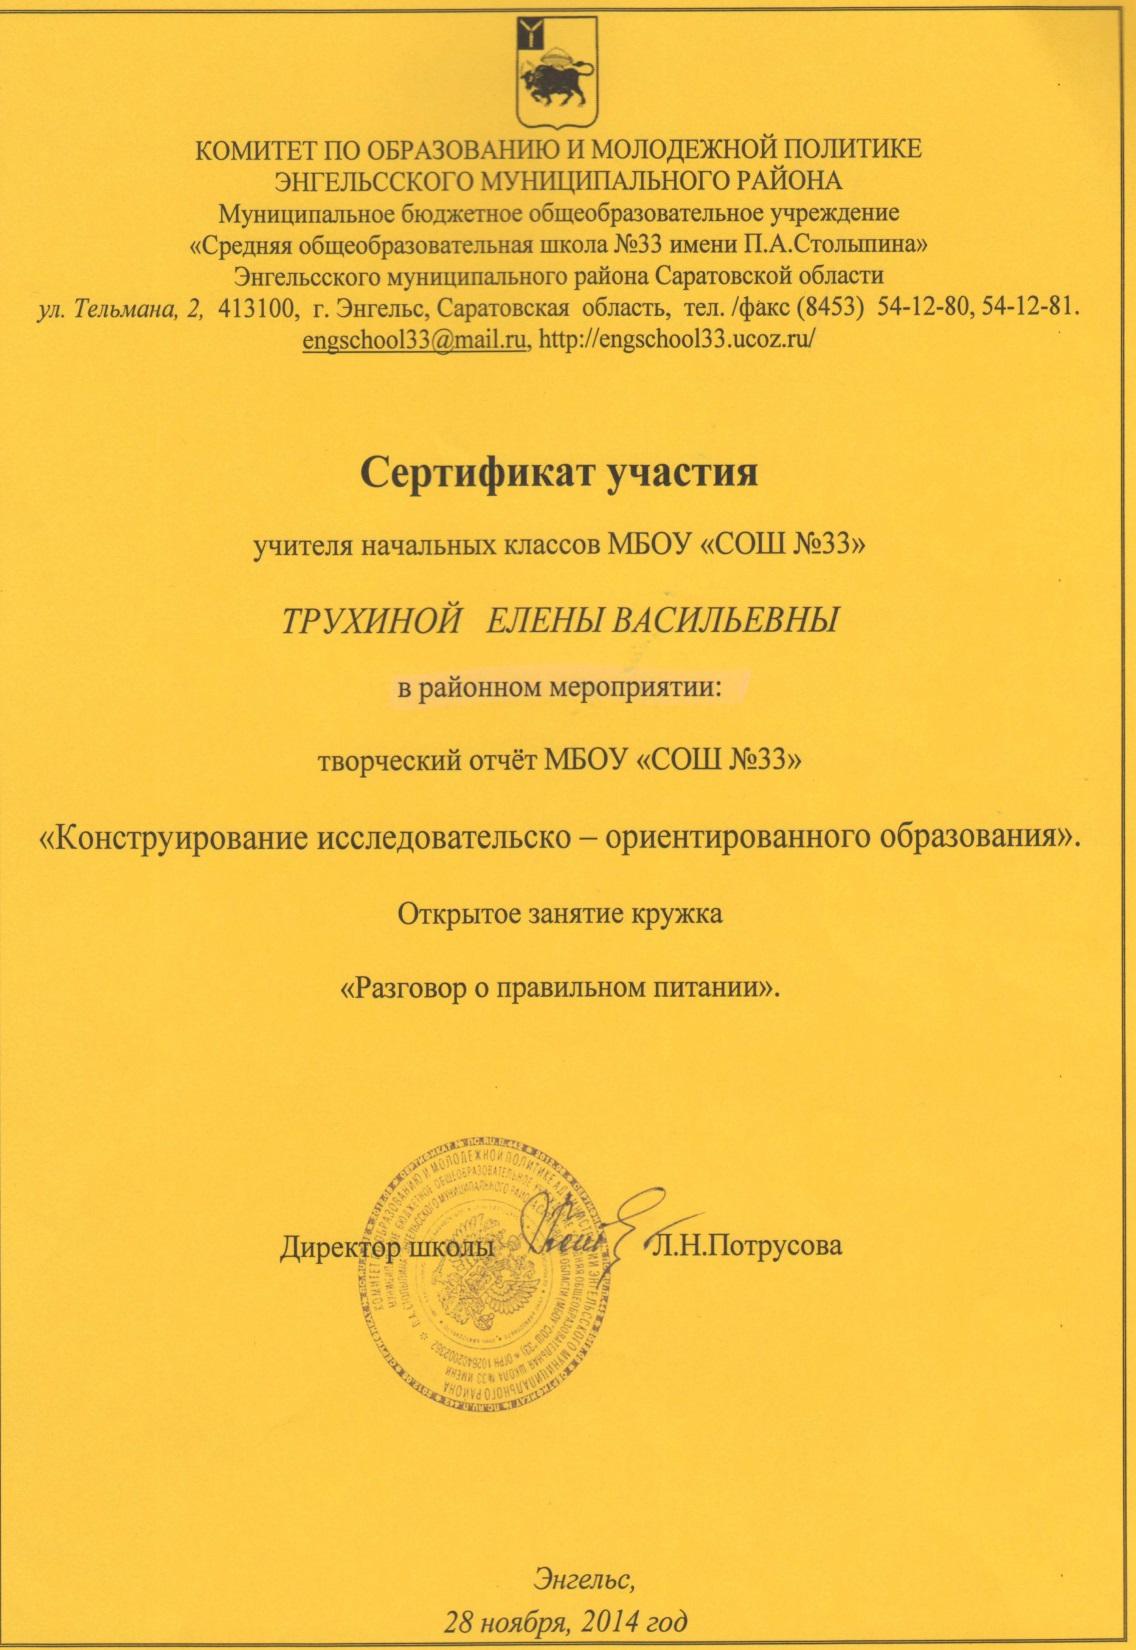 КОМИТЕТ ПО ОБРАЗОВАНИЮ И МОЛОДЕЖНОЙ ПОЛИТИКЕ
ЭНГЕЛЬССКОГО МУНИЦИПАЛЬНОГО РАЙОНА
Муниципальное бюджетное общеобразовательное учреждение
«Средняя общеобразовательная школа №33 имени П.А.Столыпина»
Энгельсского муниципального района Саратовской области
ул. Тельмана, 2, 413100, г. Энгельс, Саратовская область, тел. /факс (8453) 54-12-80, 54-12-81.
engschool33@mail.ru, http://engschool33.ucoz.ru/
Сертификат участия
учителя начальных классов МБОУ «СОШ №33»
ТРУХИНОЙ ЕЛЕНЫ ВАСИЛЬЕВНЫ
в районном мероприятии:
творческий отчёт МБОУ «СОШ №33»
«Конструирование исследовательско – ориентированного образования».
Открытое занятие кружка
«Разговор о правильном питании».
Директор школы Л.Н.Потрусова
Энгельс,
28 ноября, 2014 год